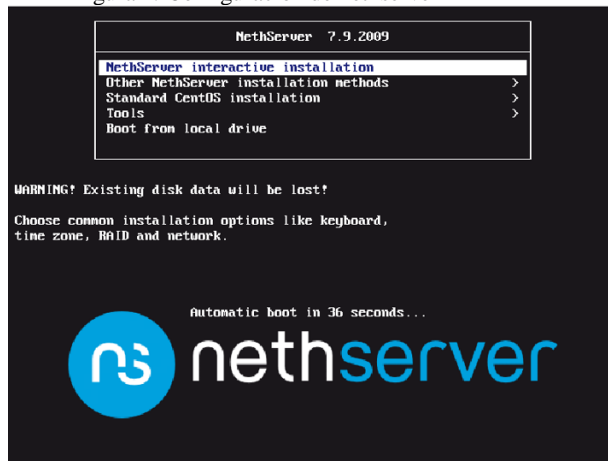 NethServer 7.9.2009
NethServer interactive installation
Other NethServer installation methods >
Standard CentOS installation >
Tools >
Boot from local drive
WARNING! Existing disk data will be lost!
Choose common installation options like keyboard,
time zone, RAID and network.
Automatic boot in 36 seconds...
ns nethserver